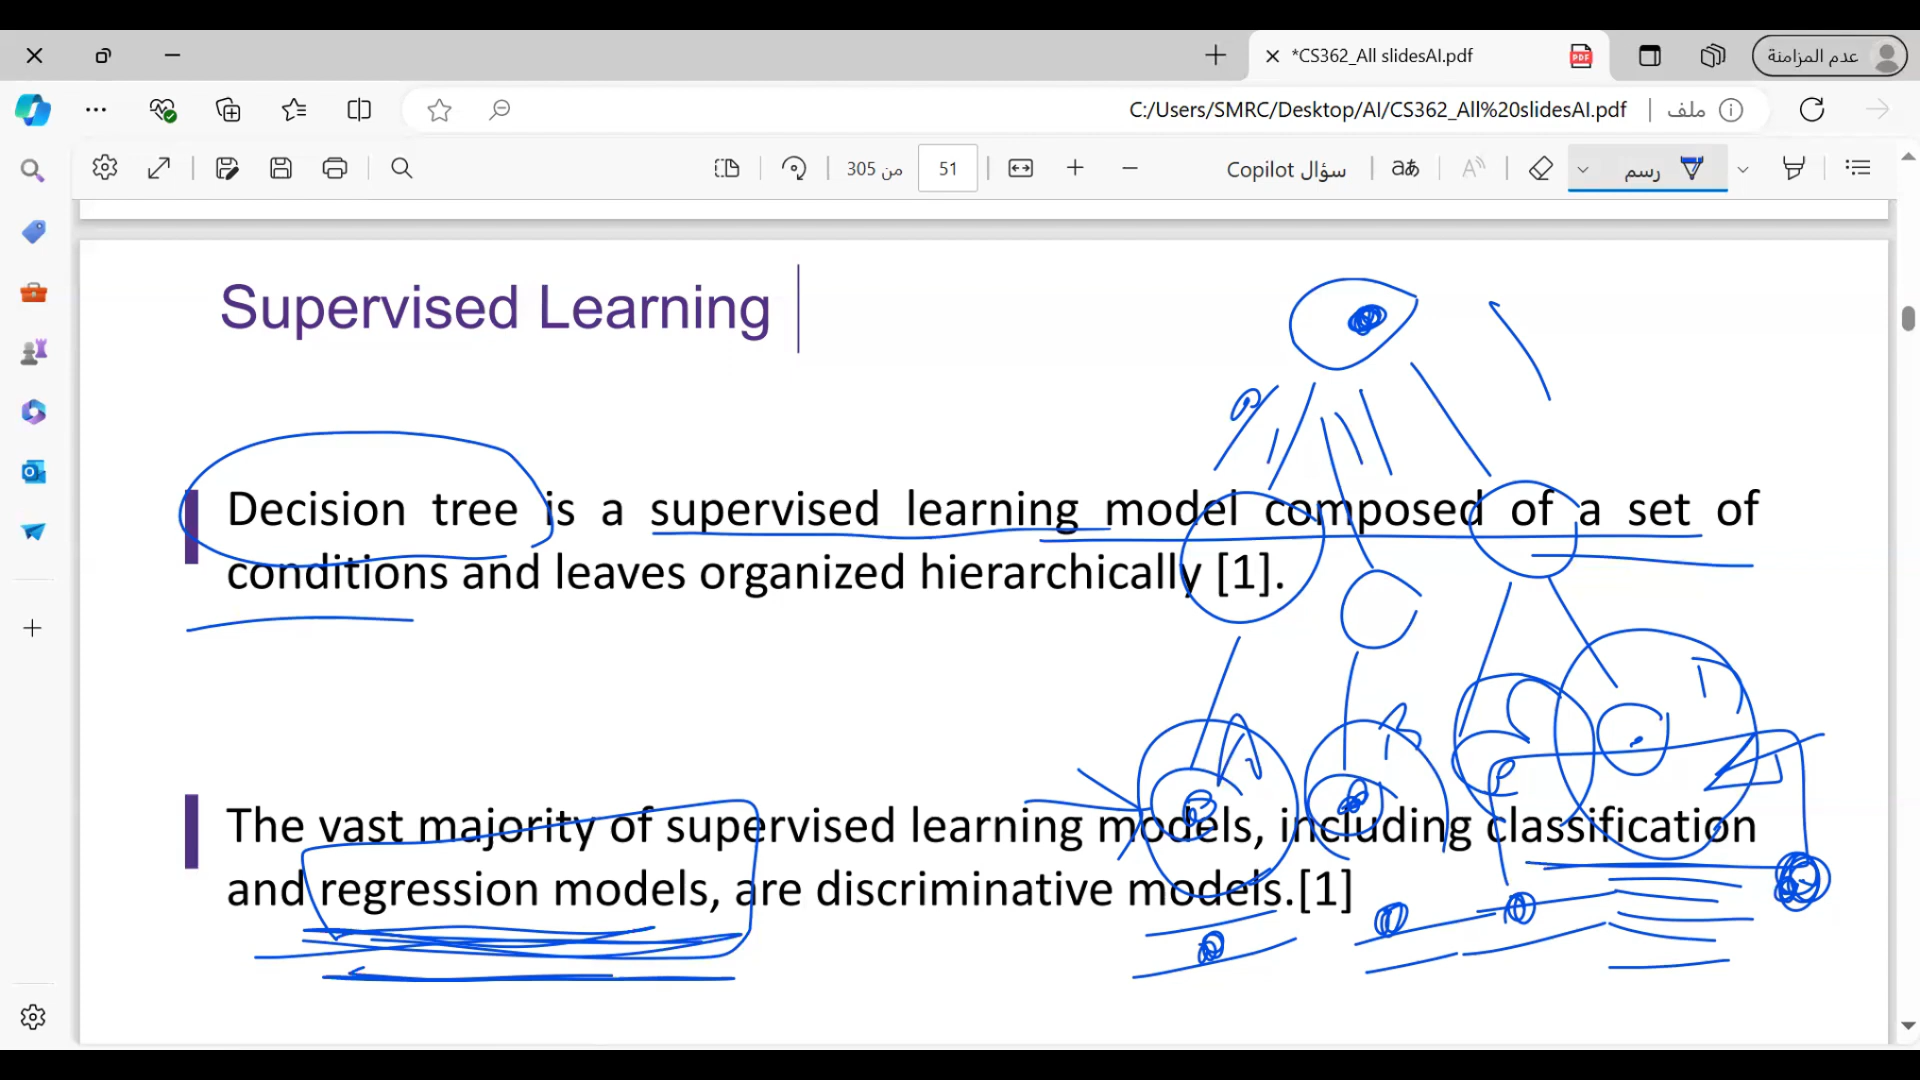 *CS362_All slidesAI.pdf
عدم المزامنة
C:/Users/SMRC/Desktop/AI/CS362_All%20slidesAI.pdf
ملف
من 305
51
سؤال Copilot
رسم
Supervised Learning
Decision tree is a supervised learning model composed of a set of
conditions and leaves organized hierarchically [1].
A
B
C
D
The vast majority of supervised learning models, including classification
and regression models, are discriminative models.[1]